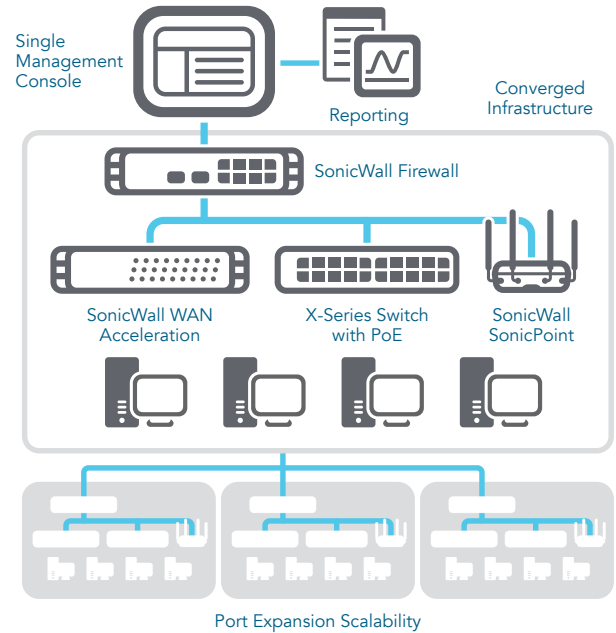 Single
Management
Console
Reporting
Converged
Infrastructure
SonicWall Firewall
SonicWall WAN
Acceleration
X-Series Switch
with PoE
SonicWall
SonicPoint
Port Expansion Scalability